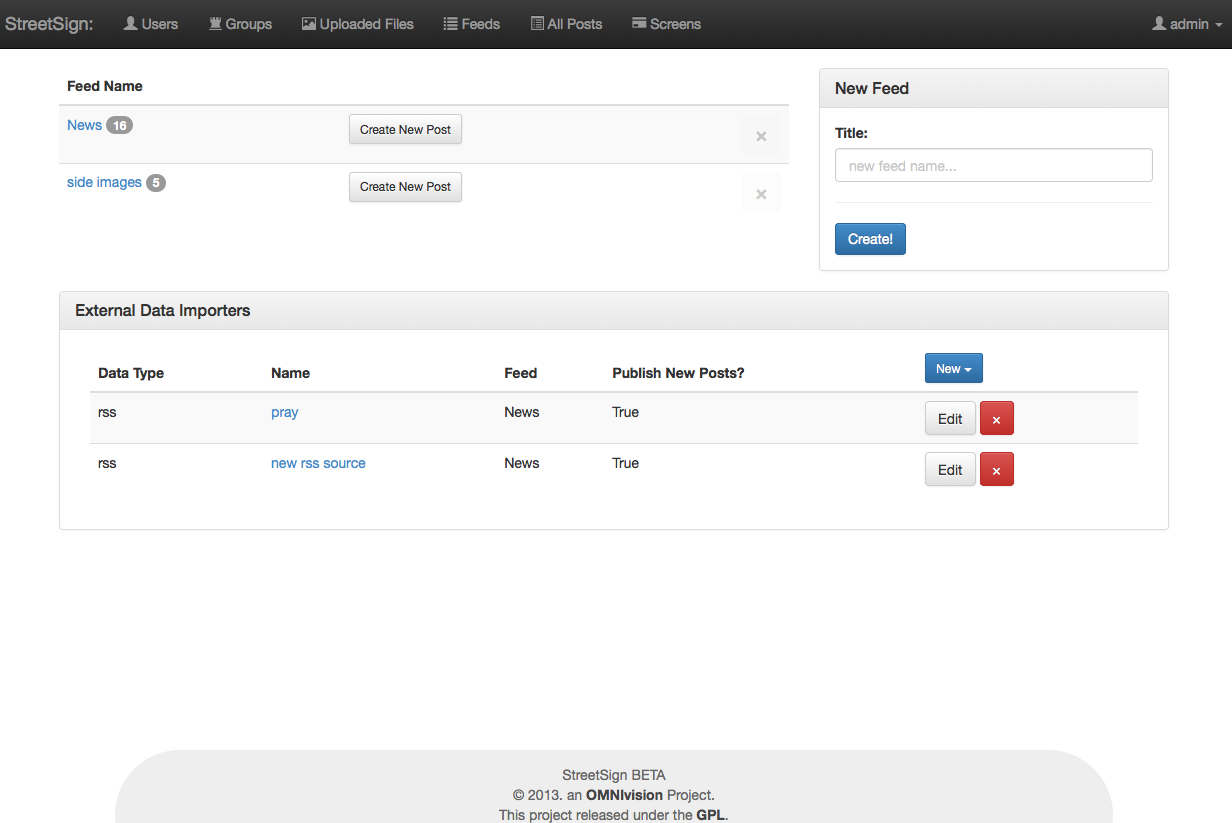 StreetSign: Users Groups Uploaded Files Feeds All Posts Screens admin
Feed Name
News 16 Create New Post ×
side images 5 Create New Post ×
New Feed
Title:
new feed name...
Create!
External Data Importers
Data Type Name Feed Publish New Posts? New
rss pray News True Edit ×
rss new rss source News True Edit ×
StreetSign BETA
© 2013. an OMNIvision Project.
This project released under the GPL.